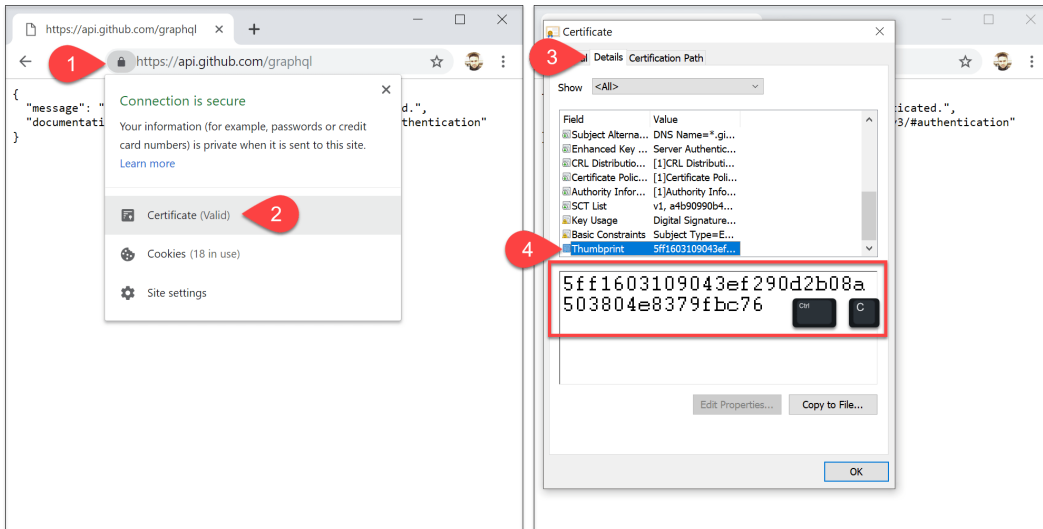 https://api.github.com/graphql
1
https://api.github.com/graphql
{
"message": "
d.",
"documentati
thentication"
}
Connection is secure
Your information (for example, passwords or credit
card numbers) is private when it is sent to this site.
Learn more
Certificate (Valid)
2
Cookies (18 in use)
Site settings
Certificate
3
Details Certification Path
Show <All>
Field Value
Subject Alterna... DNS Name=*.gi...
Enhanced Key ... Server Authentic...
CRL Distributio... [1]CRL Distributi...
Certificate Polic... [1]Certificate Poli...
Authority Infor... [1]Authority Info...
SCT List v1, a4b90990b4...
Key Usage Digital Signature...
Basic Constraints Subject Type=E...
4
Thumbprint 5ff1603109043ef...
5ff1603109043ef290d2b08a
503804e8379fbc76
Ctrl C
Edit Properties... Copy to File...
OK
icated.",
3/#authentication"